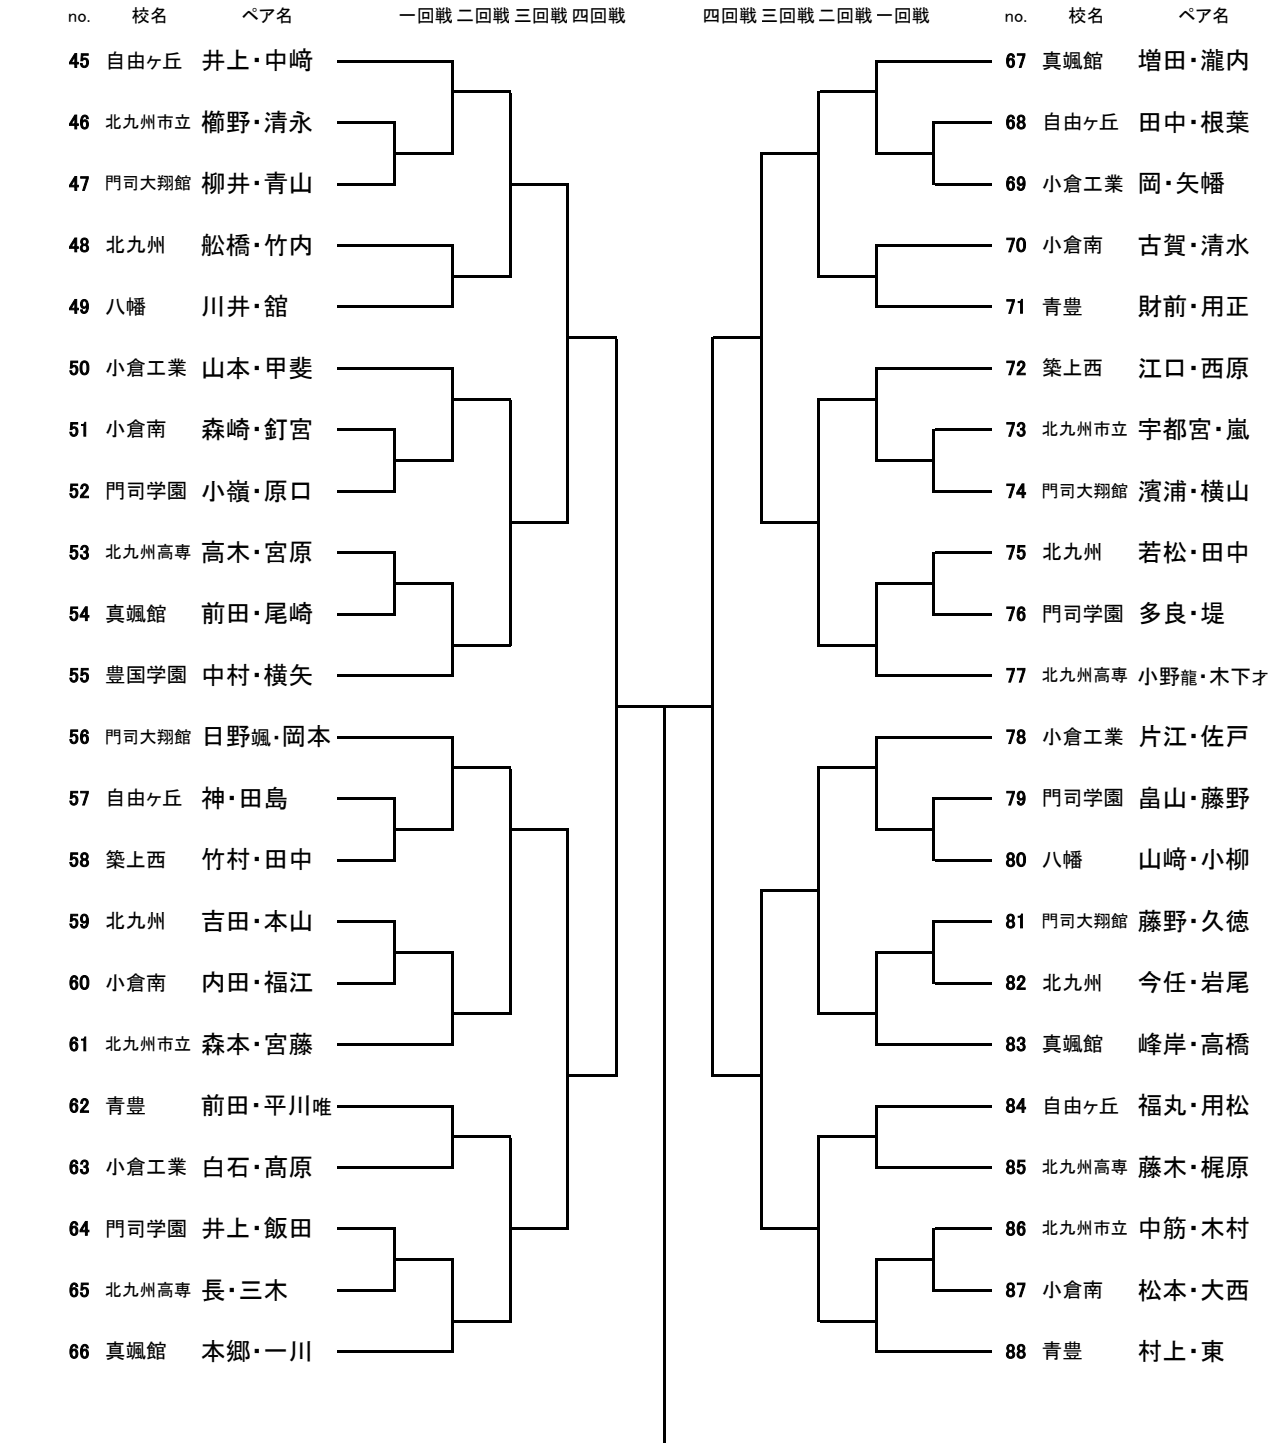 no. 校名 ペア名 一回戦 二回戦 三回戦 四回戦 四回戦 三回戦 二回戦 一回戦 no. 校名 ペア名
45 自由ヶ丘 井上・中﨑 67 真颯館 増田・瀧内
46 北九州市立 櫛野・清永 68 自由ヶ丘 田中・根葉
47 門司大翔館 柳井・青山 69 小倉工業 岡・矢幡
48 北九州 舩橋・竹内 70 小倉南 古賀・清水
49 八幡 川井・舘 71 青豊 財前・用正
50 小倉工業 山本・甲斐 72 築上西 江口・西原
51 小倉南 森崎・釘宮 73 北九州市立 宇都宮・嵐
52 門司学園 小嶺・原口 74 門司大翔館 濱浦・横山
53 北九州高専 高木・宮原 75 北九州 若松・田中
54 真颯館 前田・尾崎 76 門司学園 多良・堤
55 豊国学園 中村・横矢 77 北九州高専 小野龍・木下才
56 門司大翔館 日野颯・岡本 78 小倉工業 片江・佐戸
57 自由ヶ丘 神・田島 79 門司学園 畠山・藤野
58 築上西 竹村・田中 80 八幡 山﨑・小柳
59 北九州 吉田・本山 81 門司大翔館 藤野・久徳
60 小倉南 内田・福江 82 北九州 今任・岩尾
61 北九州市立 森本・宮藤 83 真颯館 峰岸・高橋
62 青豊 前田・平川唯 84 自由ヶ丘 福丸・用松
63 小倉工業 白石・髙原 85 北九州高専 藤木・梶原
64 門司学園 井上・飯田 86 北九州市立 中筋・木村
65 北九州高専 長・三木 87 小倉南 松本・大西
66 真颯館 本郷・一川 88 青豊 村上・東